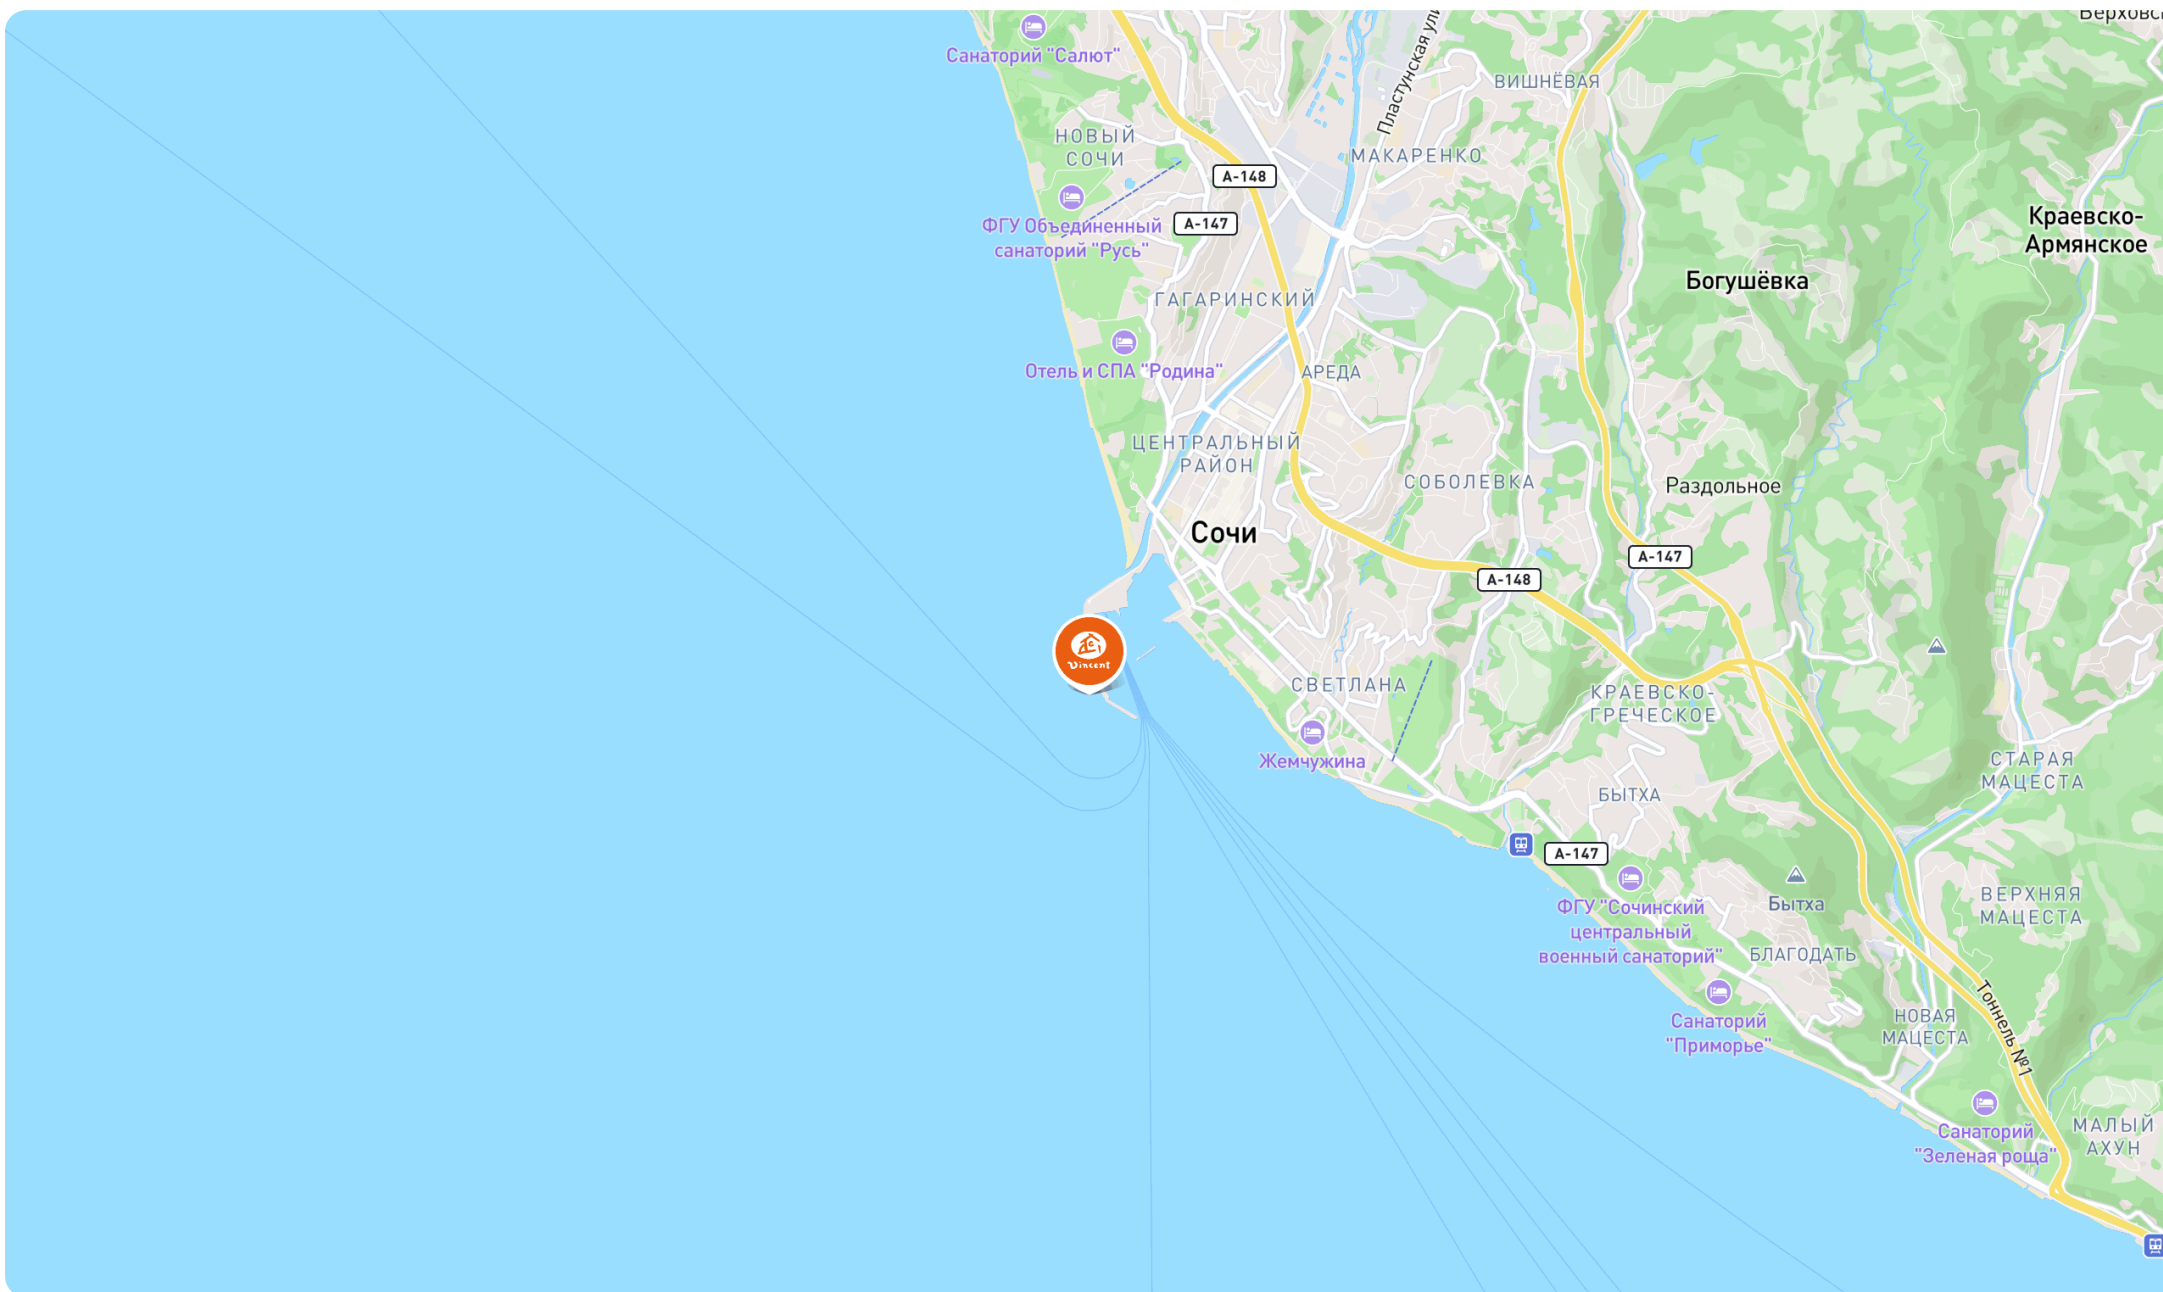 Верховс
Санаторий "Салют"
Пластунская ули
ВИШНЁВАЯ
НОВЫЙ
СОЧИ
МАКАРЕНКО
А-148
А-147
ФГУ Объединенный
санаторий "Русь"
Краевско-
Армянское
Богушёвка
ГАГАРИНСКИЙ
Отель и СПА "Родина"
АРЕДА
ЦЕНТРАЛЬНЫЙ
РАЙОН
СОБОЛЕВКА
Раздольное
Сочи
А-147
А-148
Vincent
СВЕТЛАНА
КРАЕВСКО-
ГРЕЧЕСКОЕ
Жемчужина
СТАРАЯ
МАЦЕСТА
БЫТХА
А-147
ФГУ "Сочинский
центральный
военный санаторий"
Бытха
ВЕРХНЯЯ
МАЦЕСТА
БЛАГОДАТЬ
Санаторий
"Приморье"
НОВАЯ
МАЦЕСТА
Тоннель №1
Санаторий
"Зеленая роща"
МАЛЫЙ
АХУН